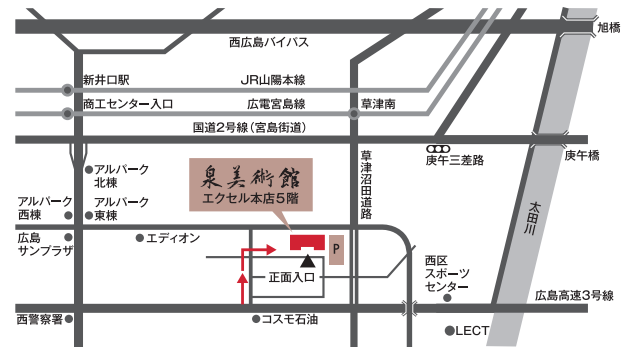 旭橋
西広島バイパス
新井口駅
JR山陽本線
商工センター入口
広電宮島線
草津南
国道2号線(宮島街道)
庚午三差路
庚午橋
アルパーク
北棟
泉美術館
エクセル本店5階
草津沼田道路
アルパーク
西棟
アルパーク
東棟
太田川
広島
サンプラザ
エディオン
P
正面入口
西区
スポーツ
センター
広島高速3号線
西警察署
コスモ石油
LECT